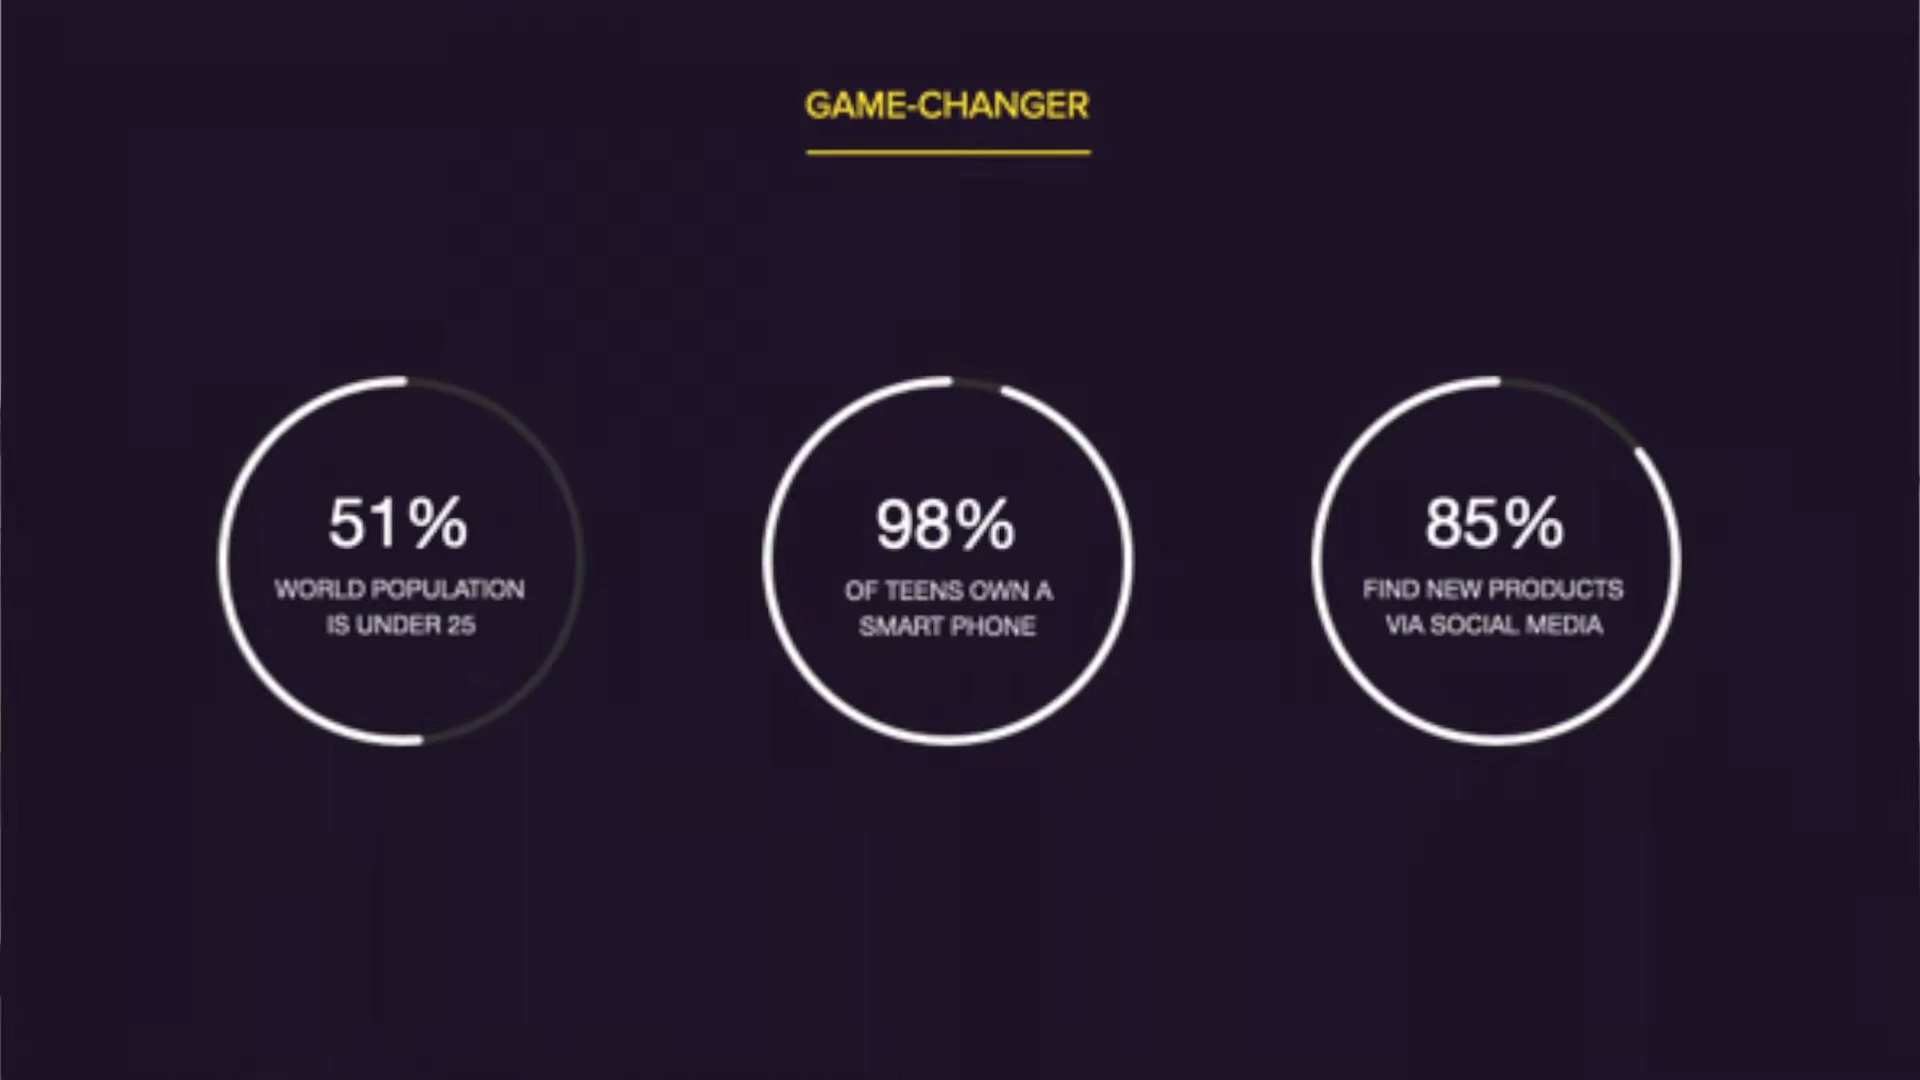 GAME-CHANGER
51%
WORLD POPULATION
IS UNDER 25
98%
OF TEENS OWN A
SMART PHONE
85%
FIND NEW PRODUCTS
VIA SOCIAL MEDIA